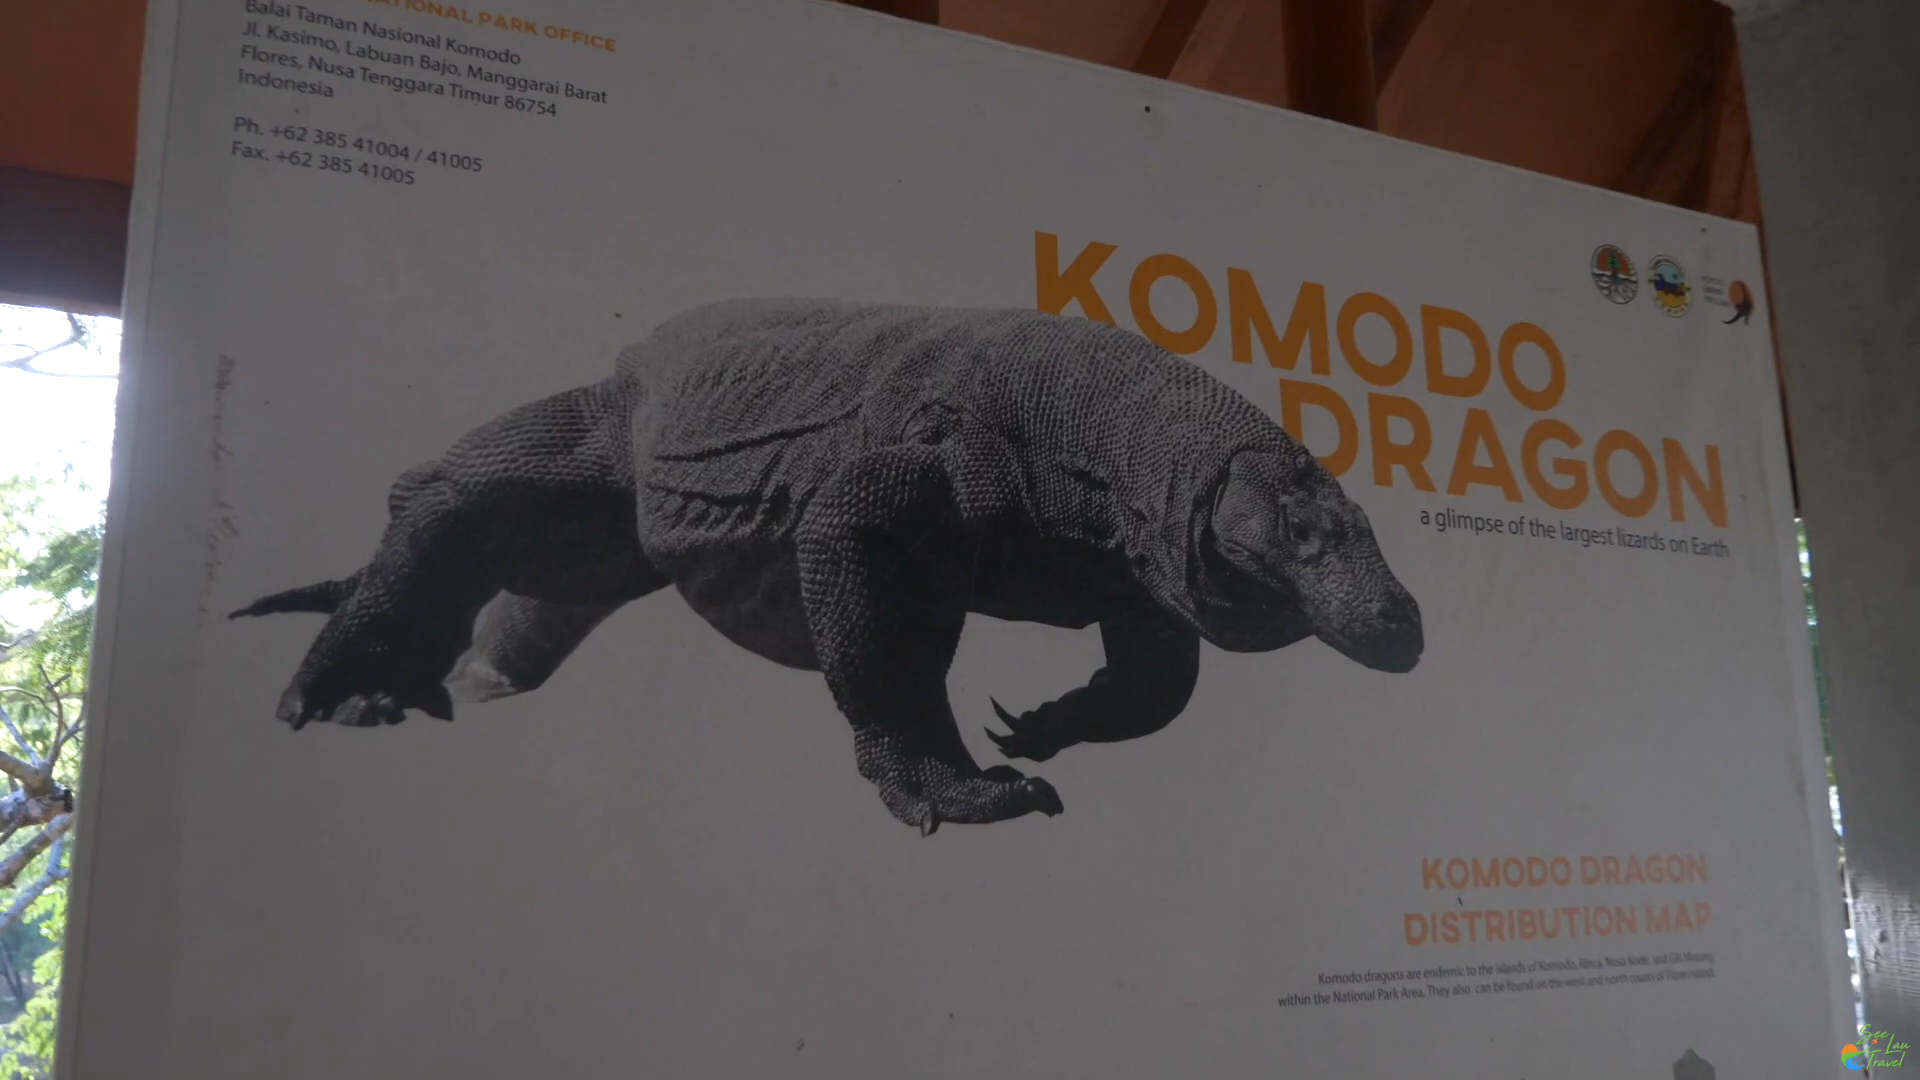 NATIONAL PARK OFFICE
Balai Taman Nasional Komodo
Jl. Kasimo, Labuan Bajo, Manggarai Barat
Flores, Nusa Tenggara Timur 86754
Indonesia
Ph. +62 385 41004 / 41005
Fax. +62 385 41005
KOMODO
DRAGON
a glimpse of the largest lizards on Earth
KOMODO DRAGON
DISTRIBUTION MAP
Komodo dragons are endemic to the islands of Komodo, Rinca, Nusa Kode, and Gili Motang
within the National Park Area. They also can be found on the west and north coasts of Flores Island.
See Lau
Travel